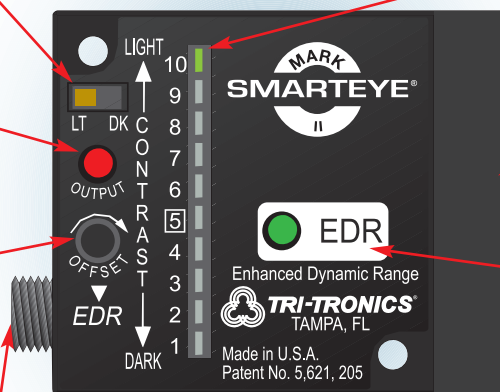 LIGHT
10
9
8
7
6
5
4
3
2
1
DARK
CONTRAST
LT DK
OUTPUT
OFFSET
EDR
MARK
SMARTEYE®
II
EDR
Enhanced Dynamic Range
TRI-TRONICS®
TAMPA, FL
Made in U.S.A.
Patent No. 5,621, 205